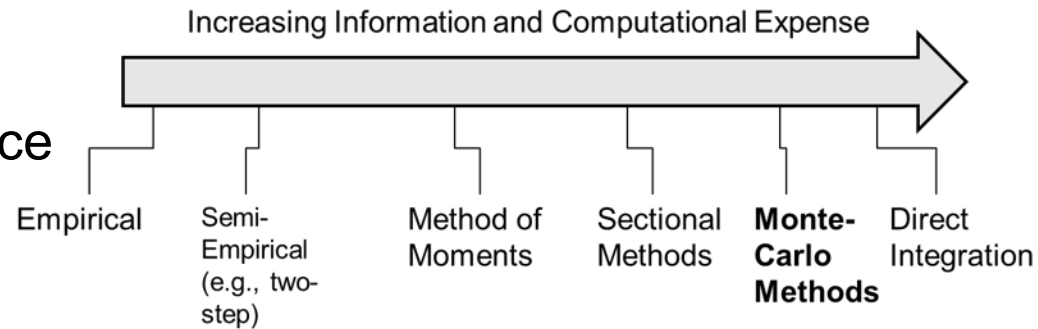 Increasing Information and Computational Expense
ce
Empirical
Semi-
Empirical
(e.g., two-
step)
Method of
Moments
Sectional
Methods
Monte-
Carlo
Methods
Direct
Integration